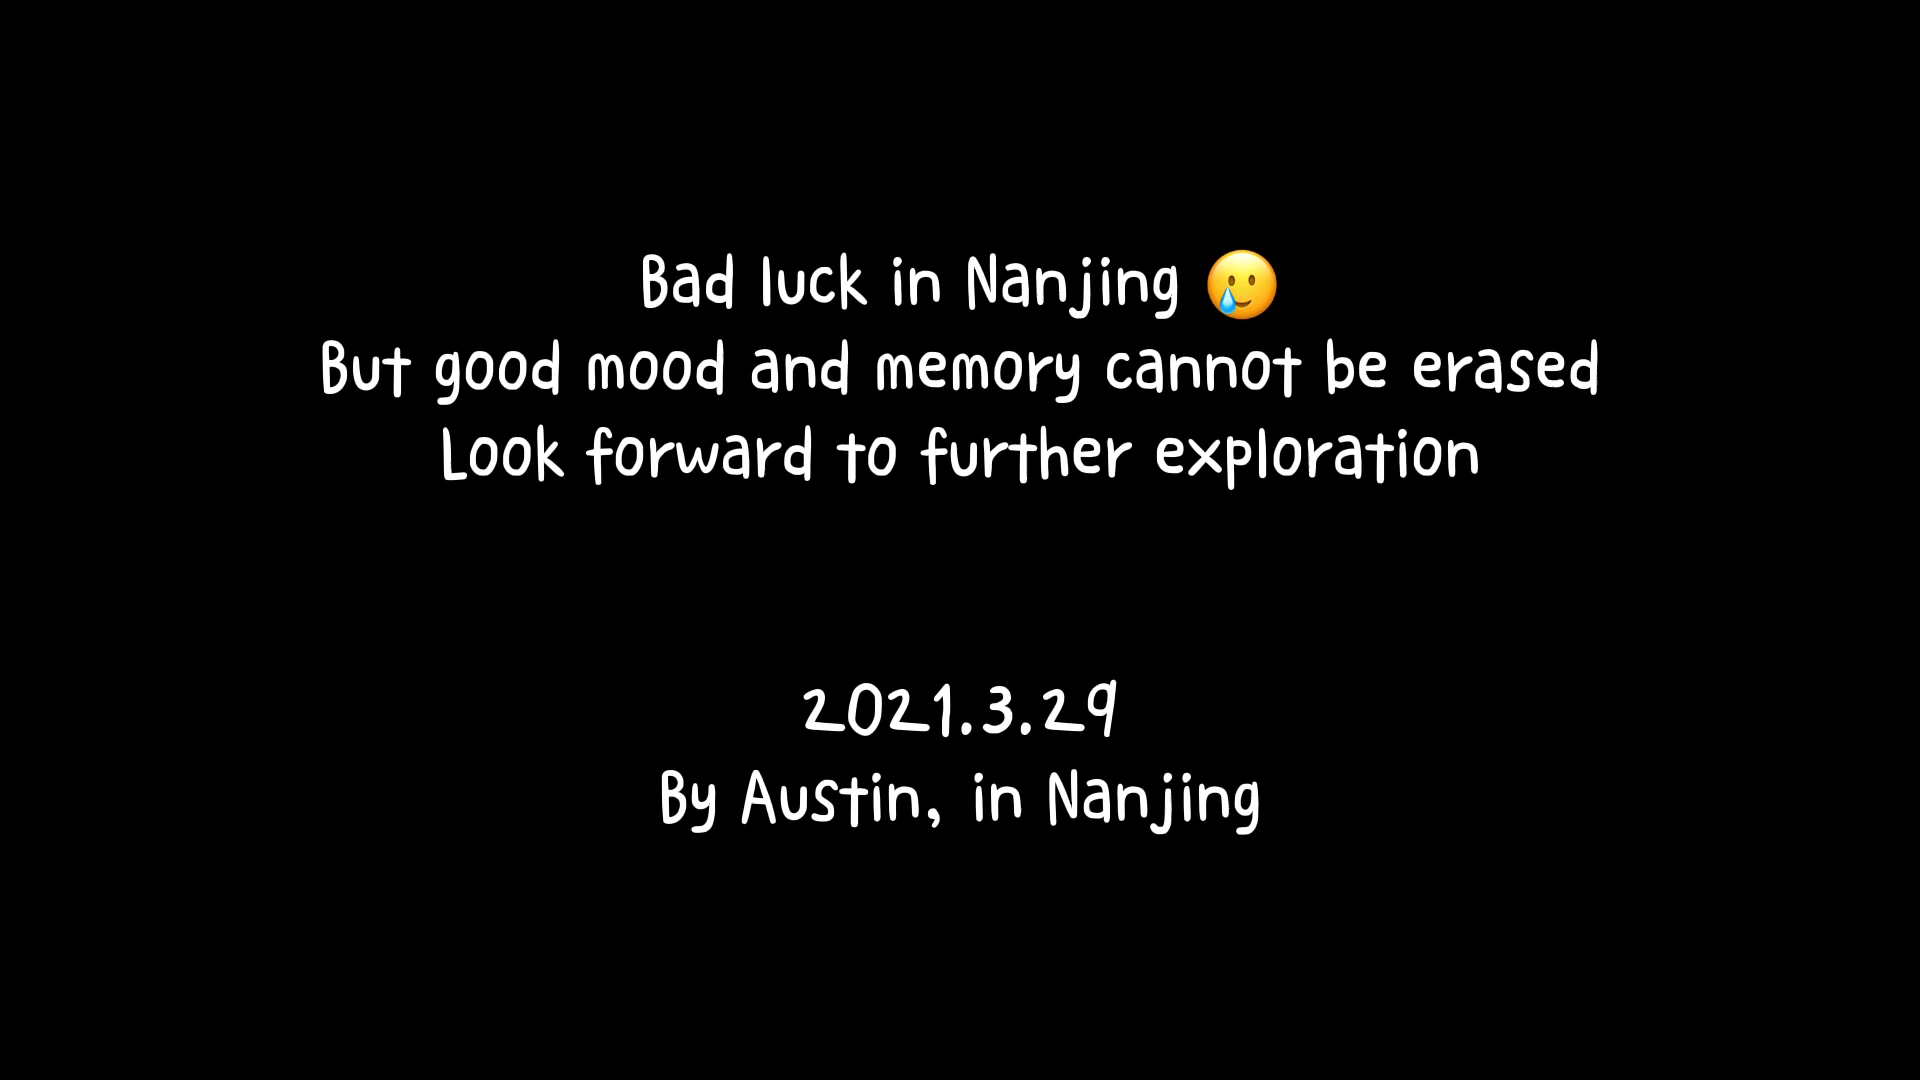 Bad luck in Nanjing 🥲
But good mood and memory cannot be erased
Look forward to further exploration
2021.3.29
By Austin, in Nanjing